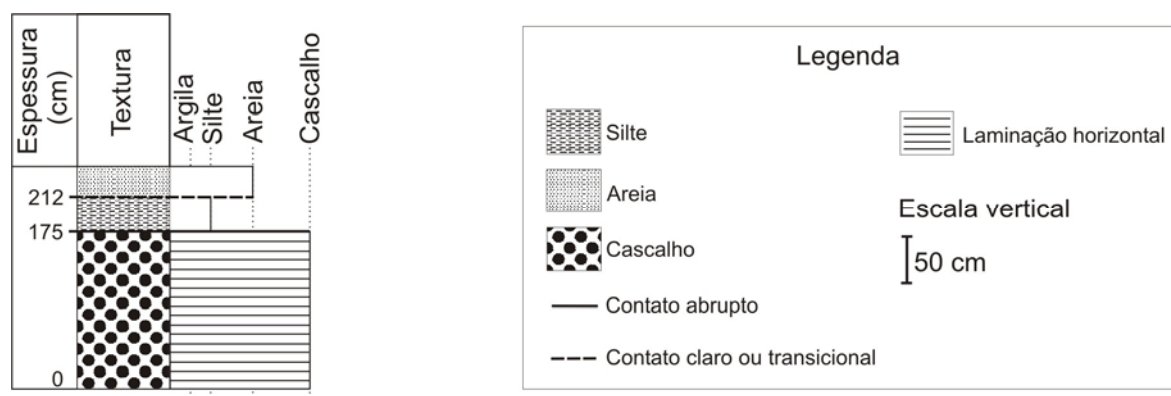 Espessura
(cm)
Textura
Argila
Silte
Areia
Cascalho
212
175
0
Legenda
Silte
Laminação horizontal
Areia
Escala vertical
Cascalho
50 cm
Contato abrupto
Contato claro ou transicional